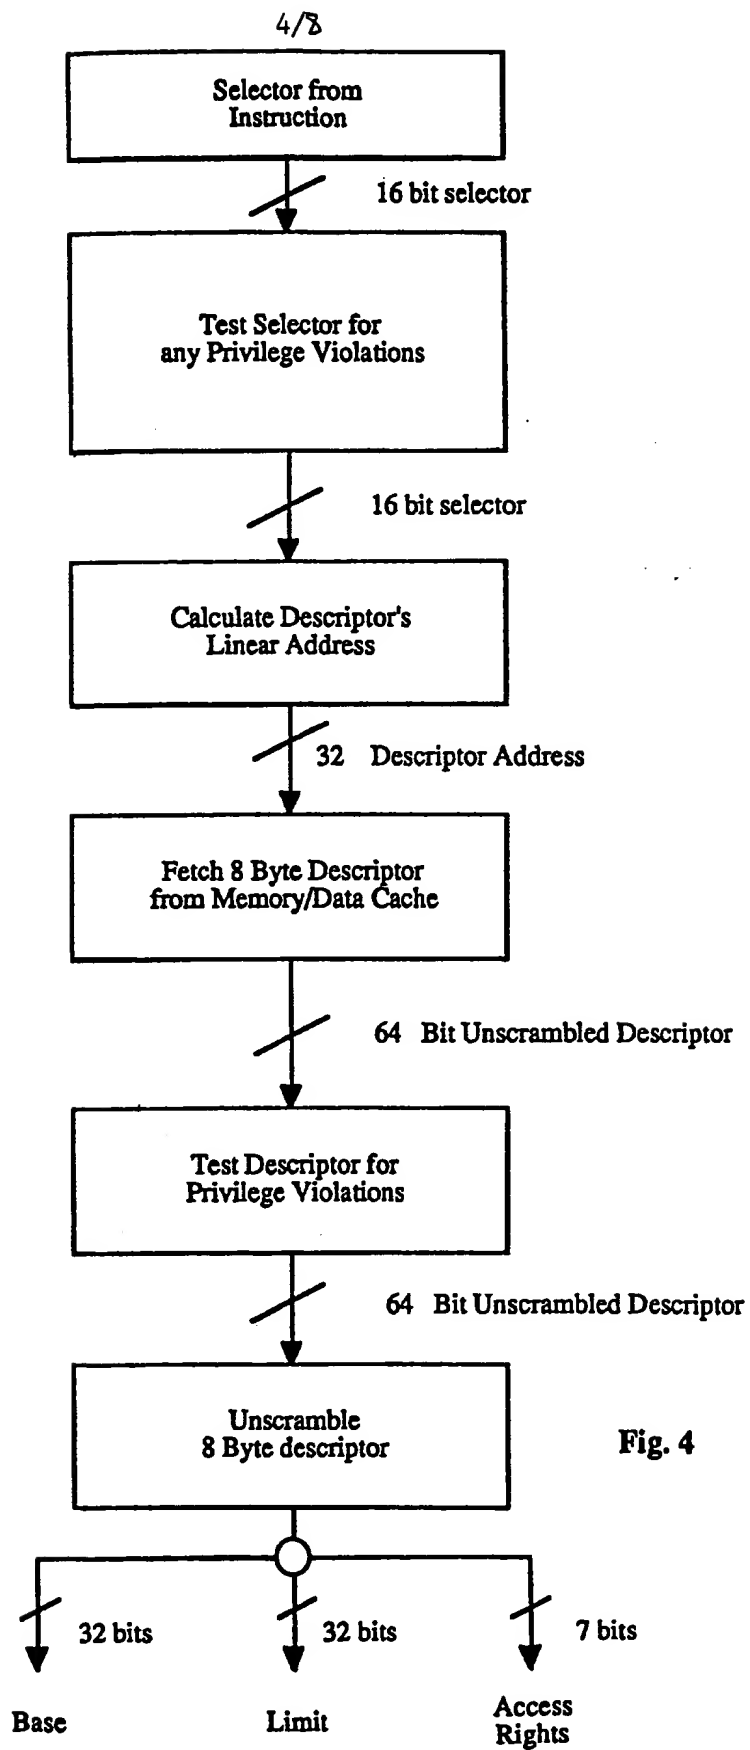 4/8
Selector from
Instruction
16 bit selector
Test Selector for
any Privilege Violations
16 bit selector
Calculate Descriptor's
Linear Address
32 Descriptor Address
Fetch 8 Byte Descriptor
from Memory/Data Cache
64 Bit Unscrambled Descriptor
Test Descriptor for
Privilege Violations
64 Bit Unscrambled Descriptor
Unscramble
8 Byte descriptor
Fig. 4
32 bits
32 bits
7 bits
Base
Limit
Access
Rights